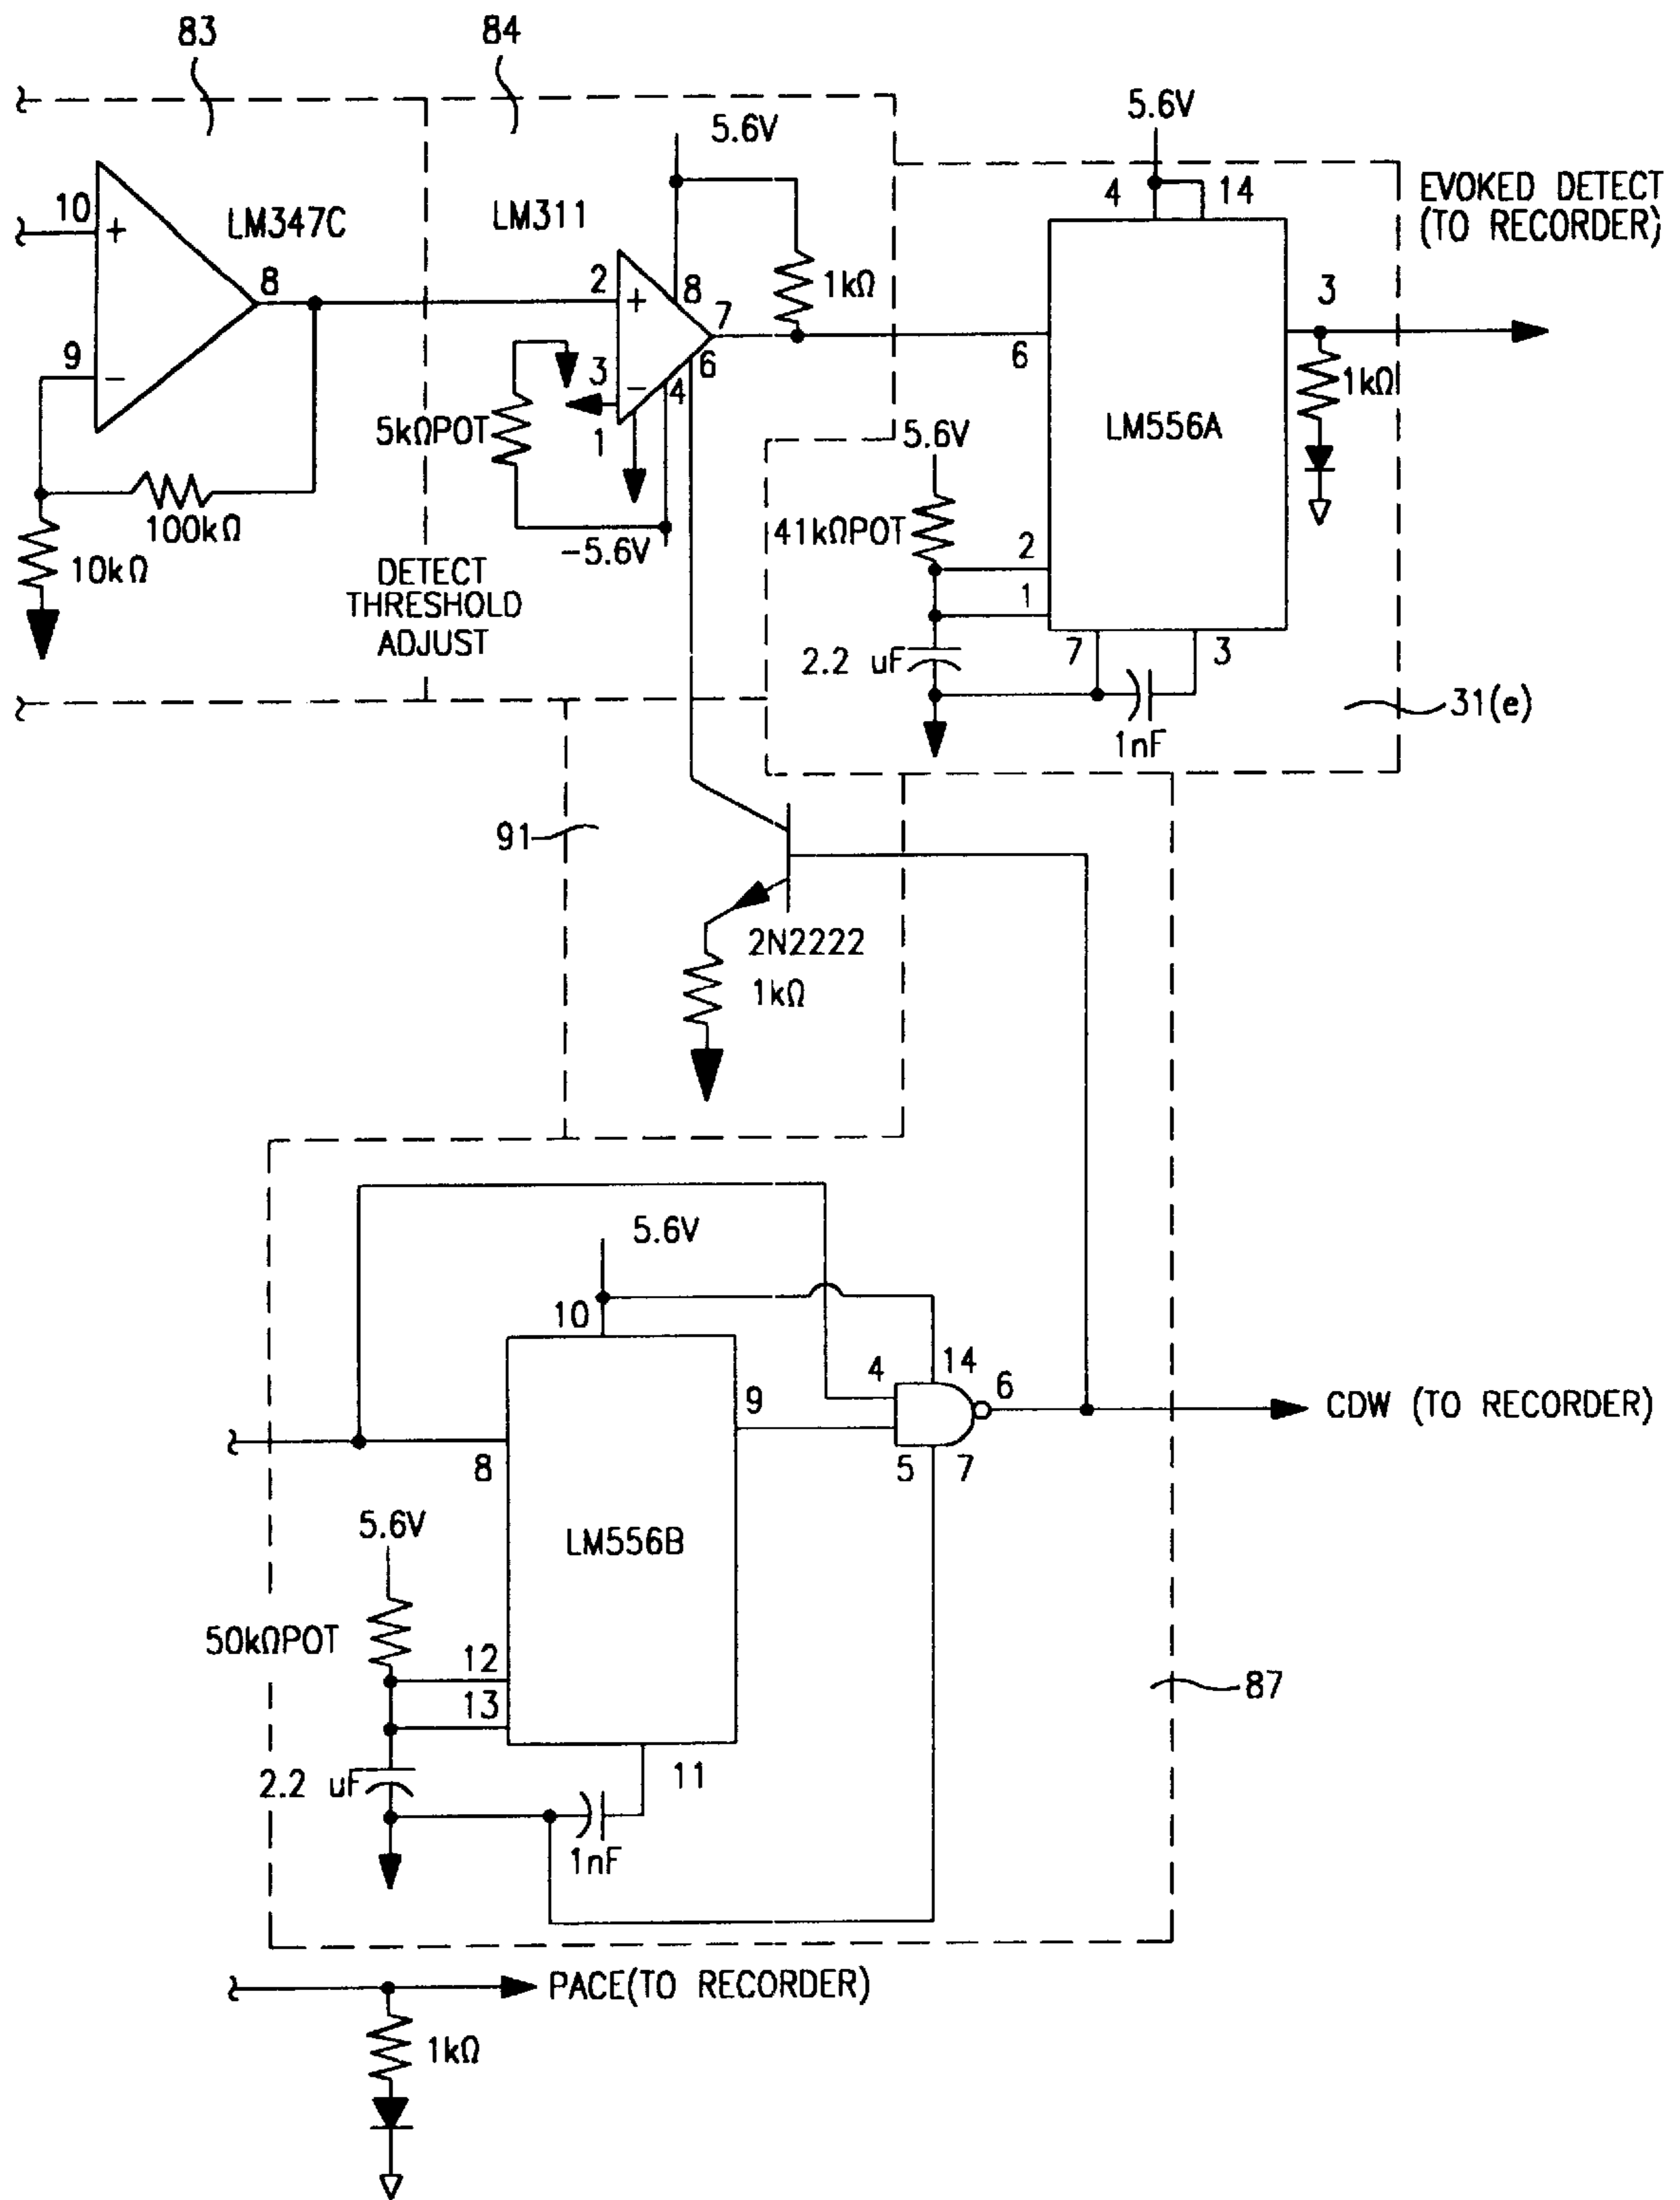 83
84
5.6V
5.6V
4
14
EVOKED DETECT
(TO RECORDER)
10
+
LM347C
LM311
8
2
+
8
7
1kΩ
6
3
9
−
3
−
4
6
5kΩPOT
1
1kΩ
LM556A
5.6V
100kΩ
10kΩ
-5.6V
41kΩPOT
2
1
DETECT
THRESHOLD
ADJUST
2.2 uF
7
3
1nF
31(e)
91
2N2222
1kΩ
5.6V
10
4
14
9
6
CDW (TO RECORDER)
8
5
7
LM556B
5.6V
50kΩPOT
12
13
87
2.2 uF
11
1nF
PACE(TO RECORDER)
1kΩ